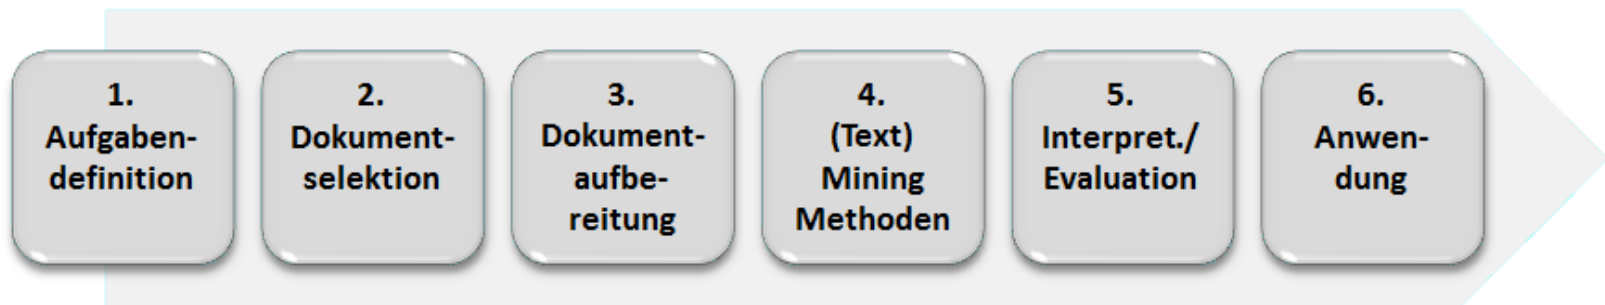 1.
Aufgaben-
definition
2.
Dokument-
selektion
3.
Dokument-
aufbe-
reitung
4.
(Text)
Mining
Methoden
5.
Interpret./
Evaluation
6.
Anwen-
dung